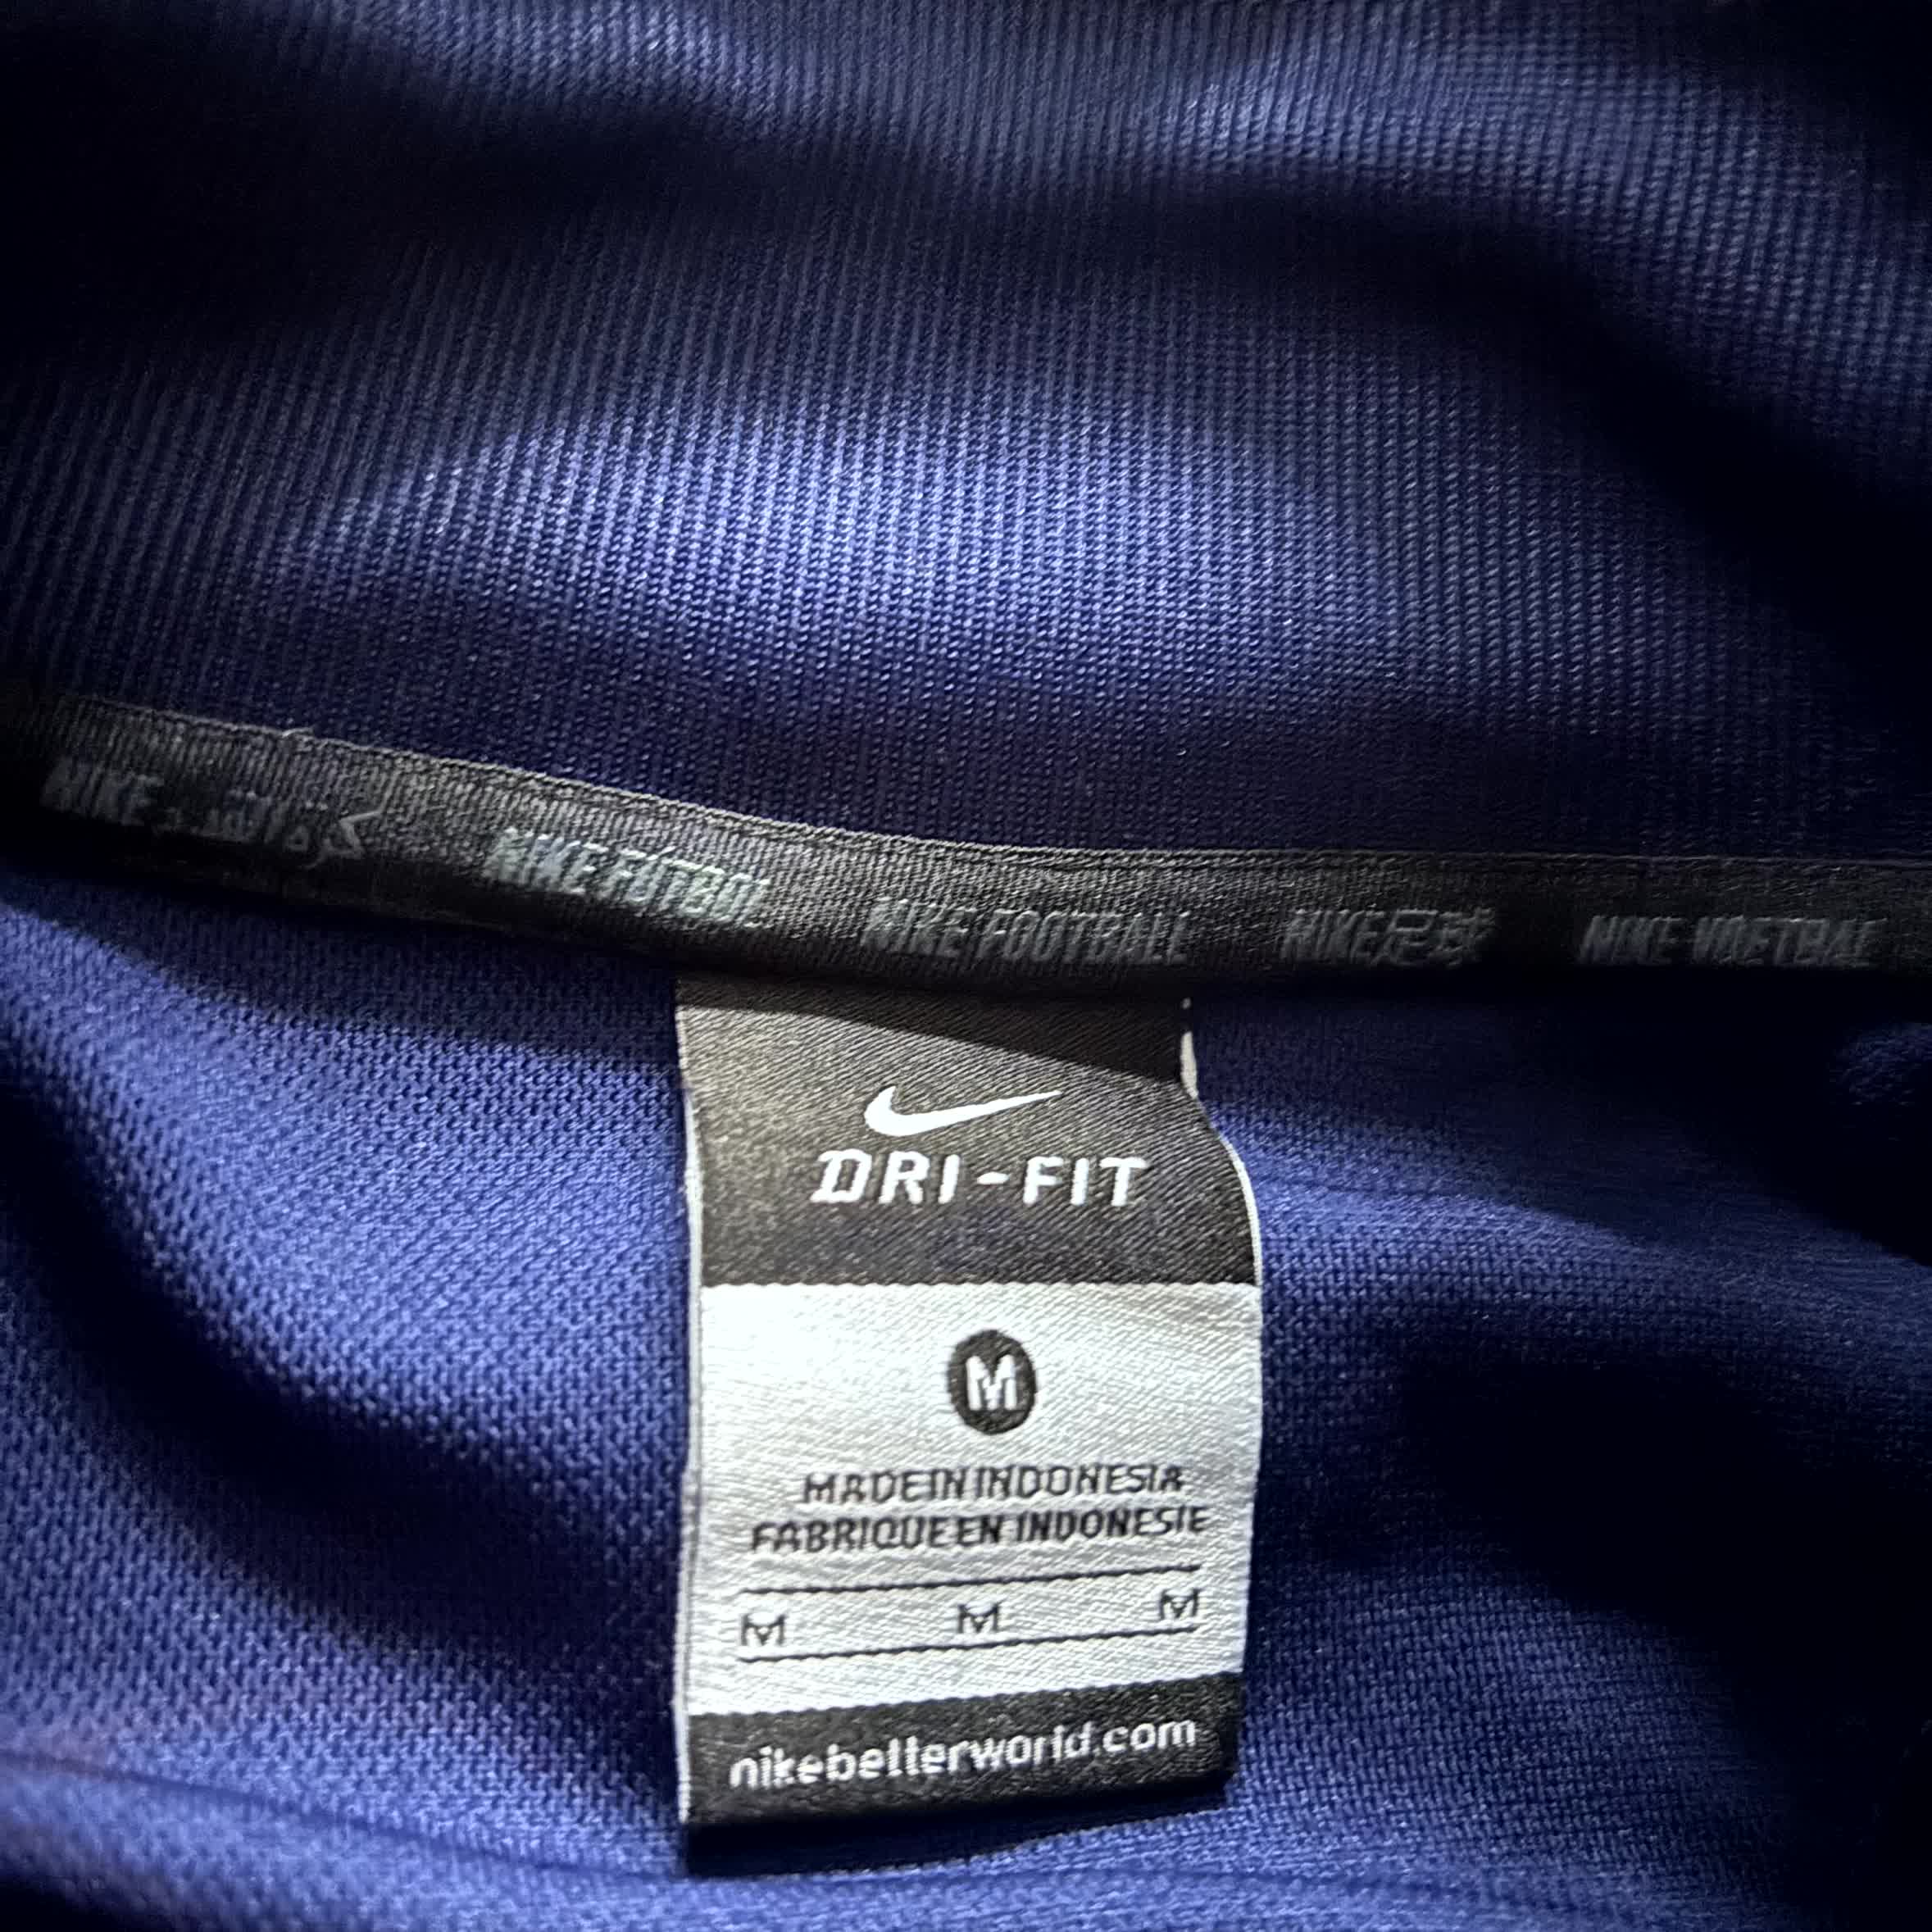 NIKE FÚTBOL NIKE FOOTBALL NIKE足球 NIKE VOETBAL
DRI-FIT
M
MADE IN INDONESIA
FABRIQUE EN INDONESIE
M M M
nikebetterworld.com